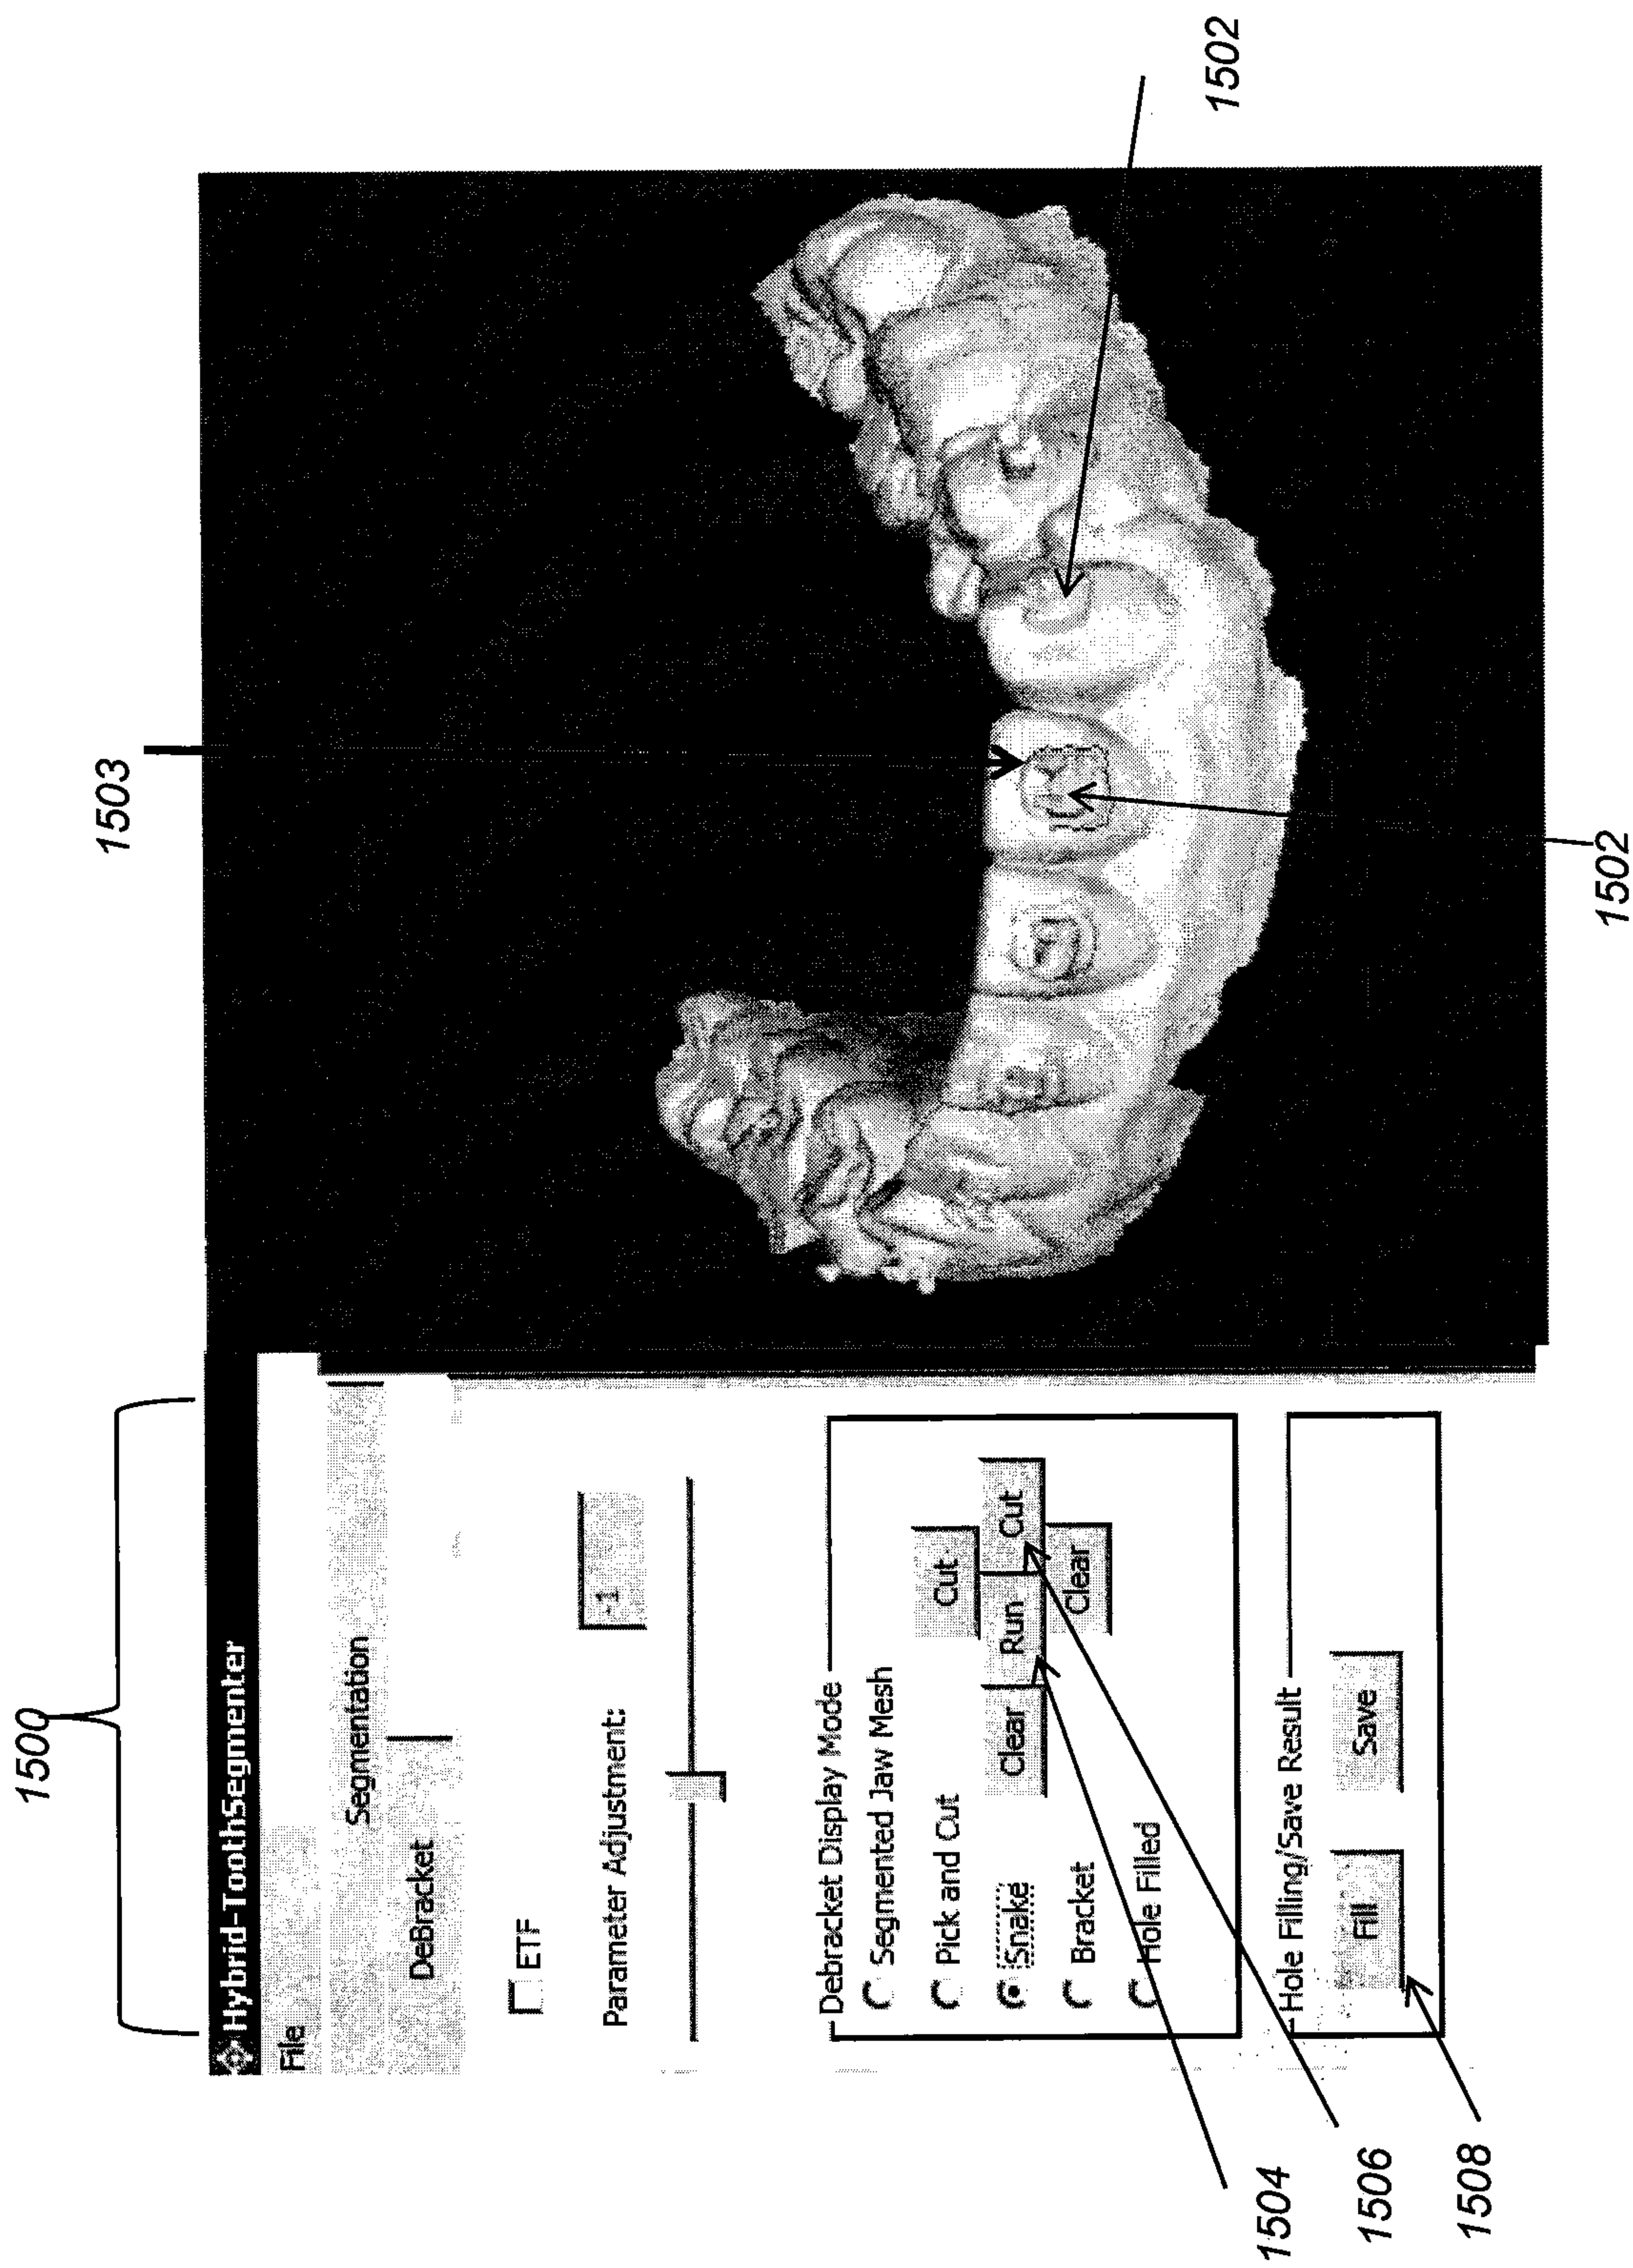 1500
Hybrid-ToothSegmenter
File
Segmentation
DeBracket
ETF
Parameter Adjustment:
-1
Debracket Display Mode
Segmented Jaw Mesh
Pick and Cut
Cut
Snake
Clear
Run
Cut
Bracket
Clear
Hole Filled
Hole Filling/Save Result
Fill
Save
1503
1502
1502
1504
1506
1508